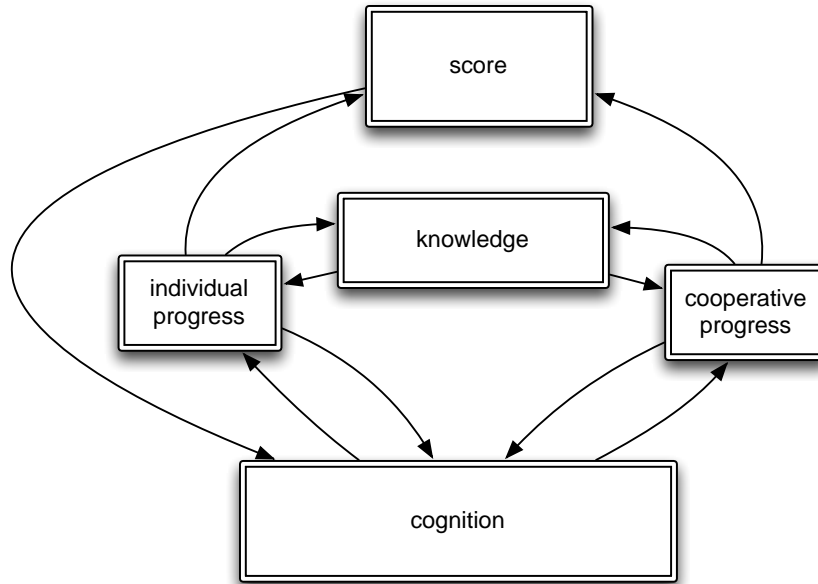 score
knowledge
individual
progress
cooperative
progress
cognition